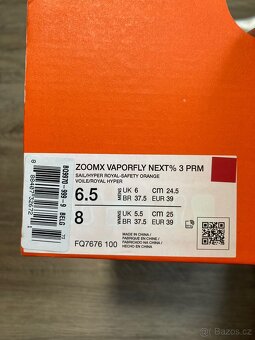 ZOOMX VAPORFLY NEXT% 3 PRM
SAIL/HYPER ROYAL-SAFETY ORANGE
VOILE/ROYAL HYPER
6.5 MENS UK 6 cm 24.5
BR 37.5 EUR 39
8 WMNS UK 5.5 cm 25
BR 37.5 EUR 39
FQ7676 100
MADE IN CHINA /
FABRIQUÉ EN CHINE /
FABRICADO EN CHINA
Bazos.cz